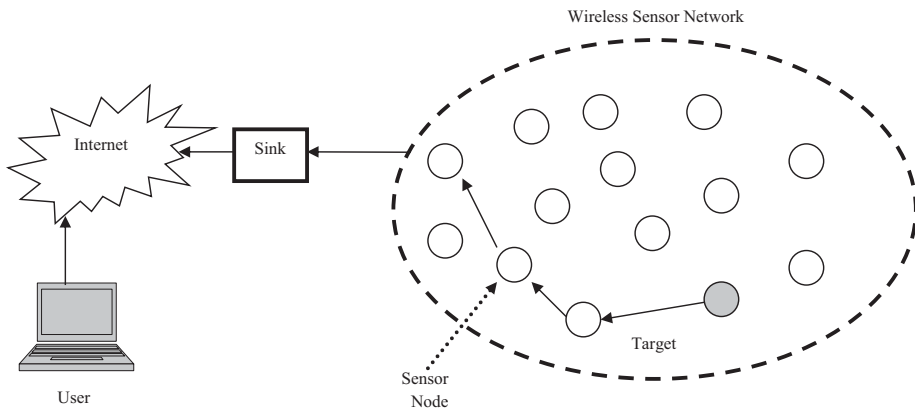 Wireless Sensor Network
Internet
Sink
Target
Sensor
Node
User